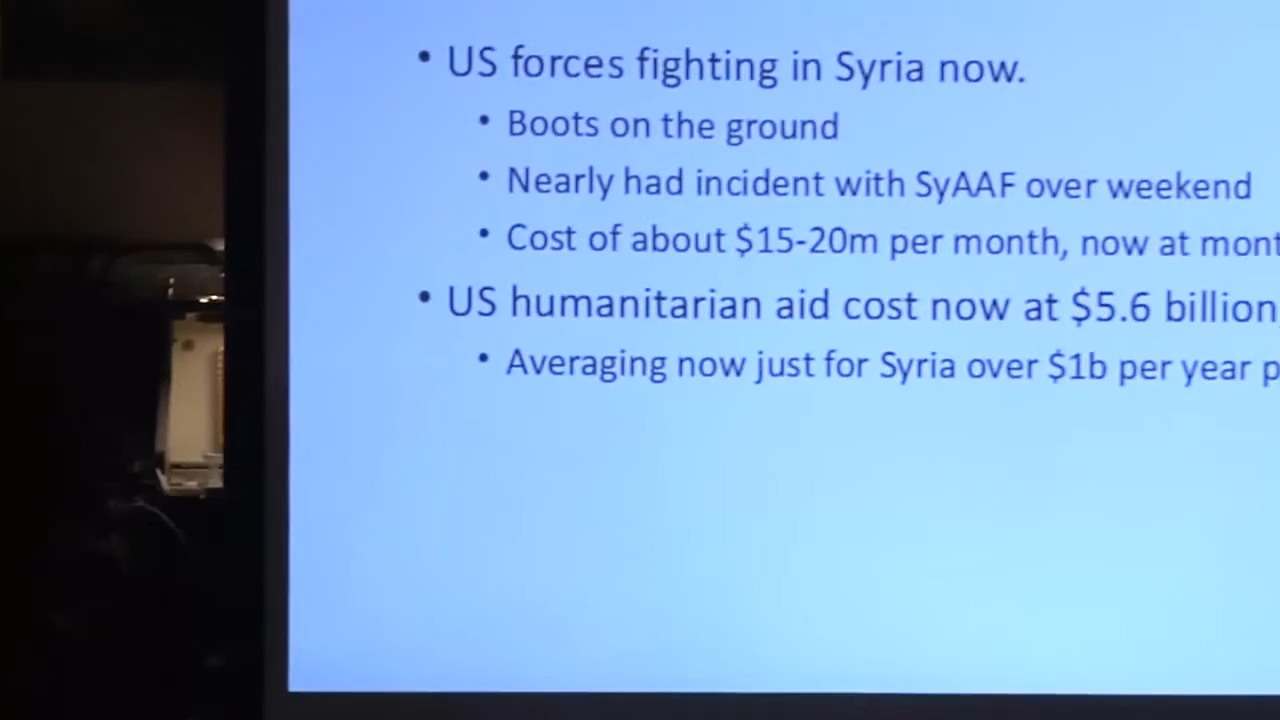 • US forces fighting in Syria now.
• Boots on the ground
• Nearly had incident with SyAAF over weekend
• Cost of about $15-20m per month, now at mont
• US humanitarian aid cost now at $5.6 billion
• Averaging now just for Syria over $1b per year p